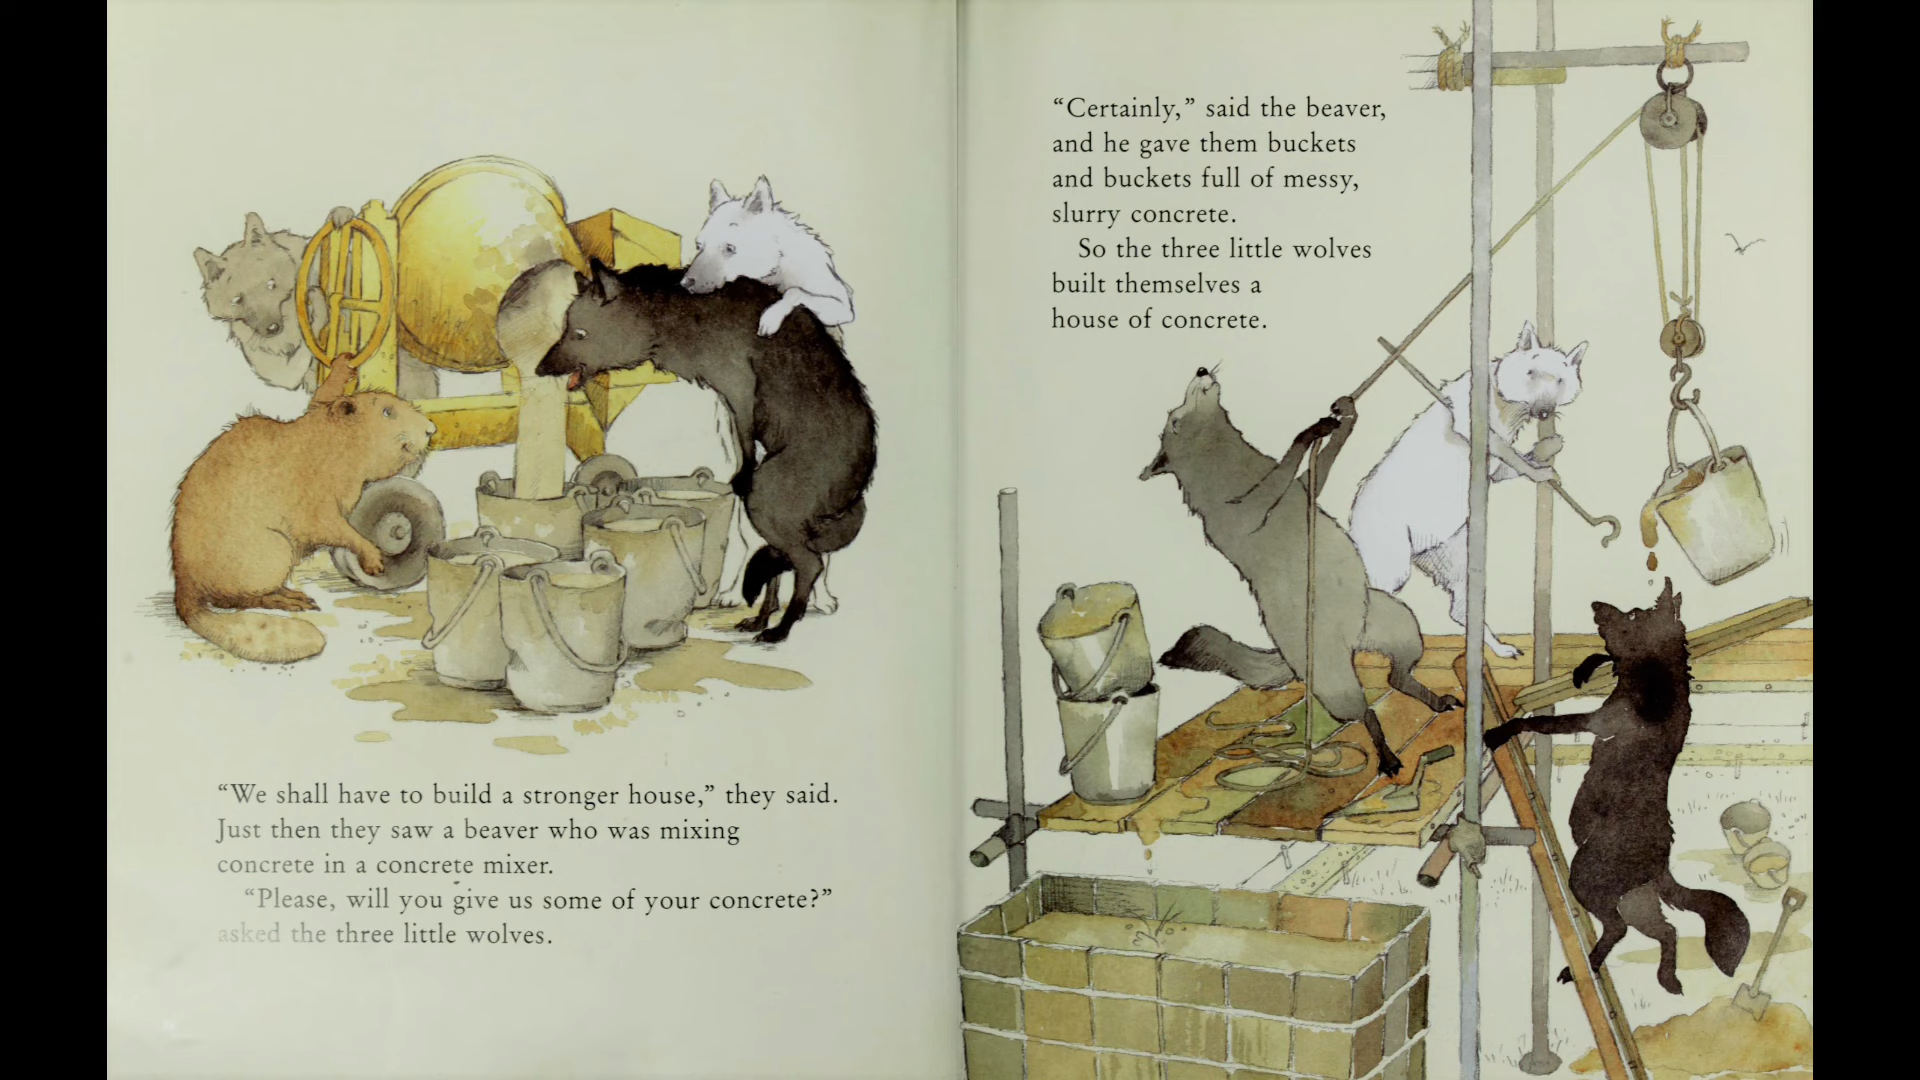 “We shall have to build a stronger house,” they said.
Just then they saw a beaver who was mixing
concrete in a concrete mixer.
“Please, will you give us some of your concrete?”
asked the three little wolves.
“Certainly,” said the beaver,
and he gave them buckets
and buckets full of messy,
slurry concrete.
So the three little wolves
built themselves a
house of concrete.